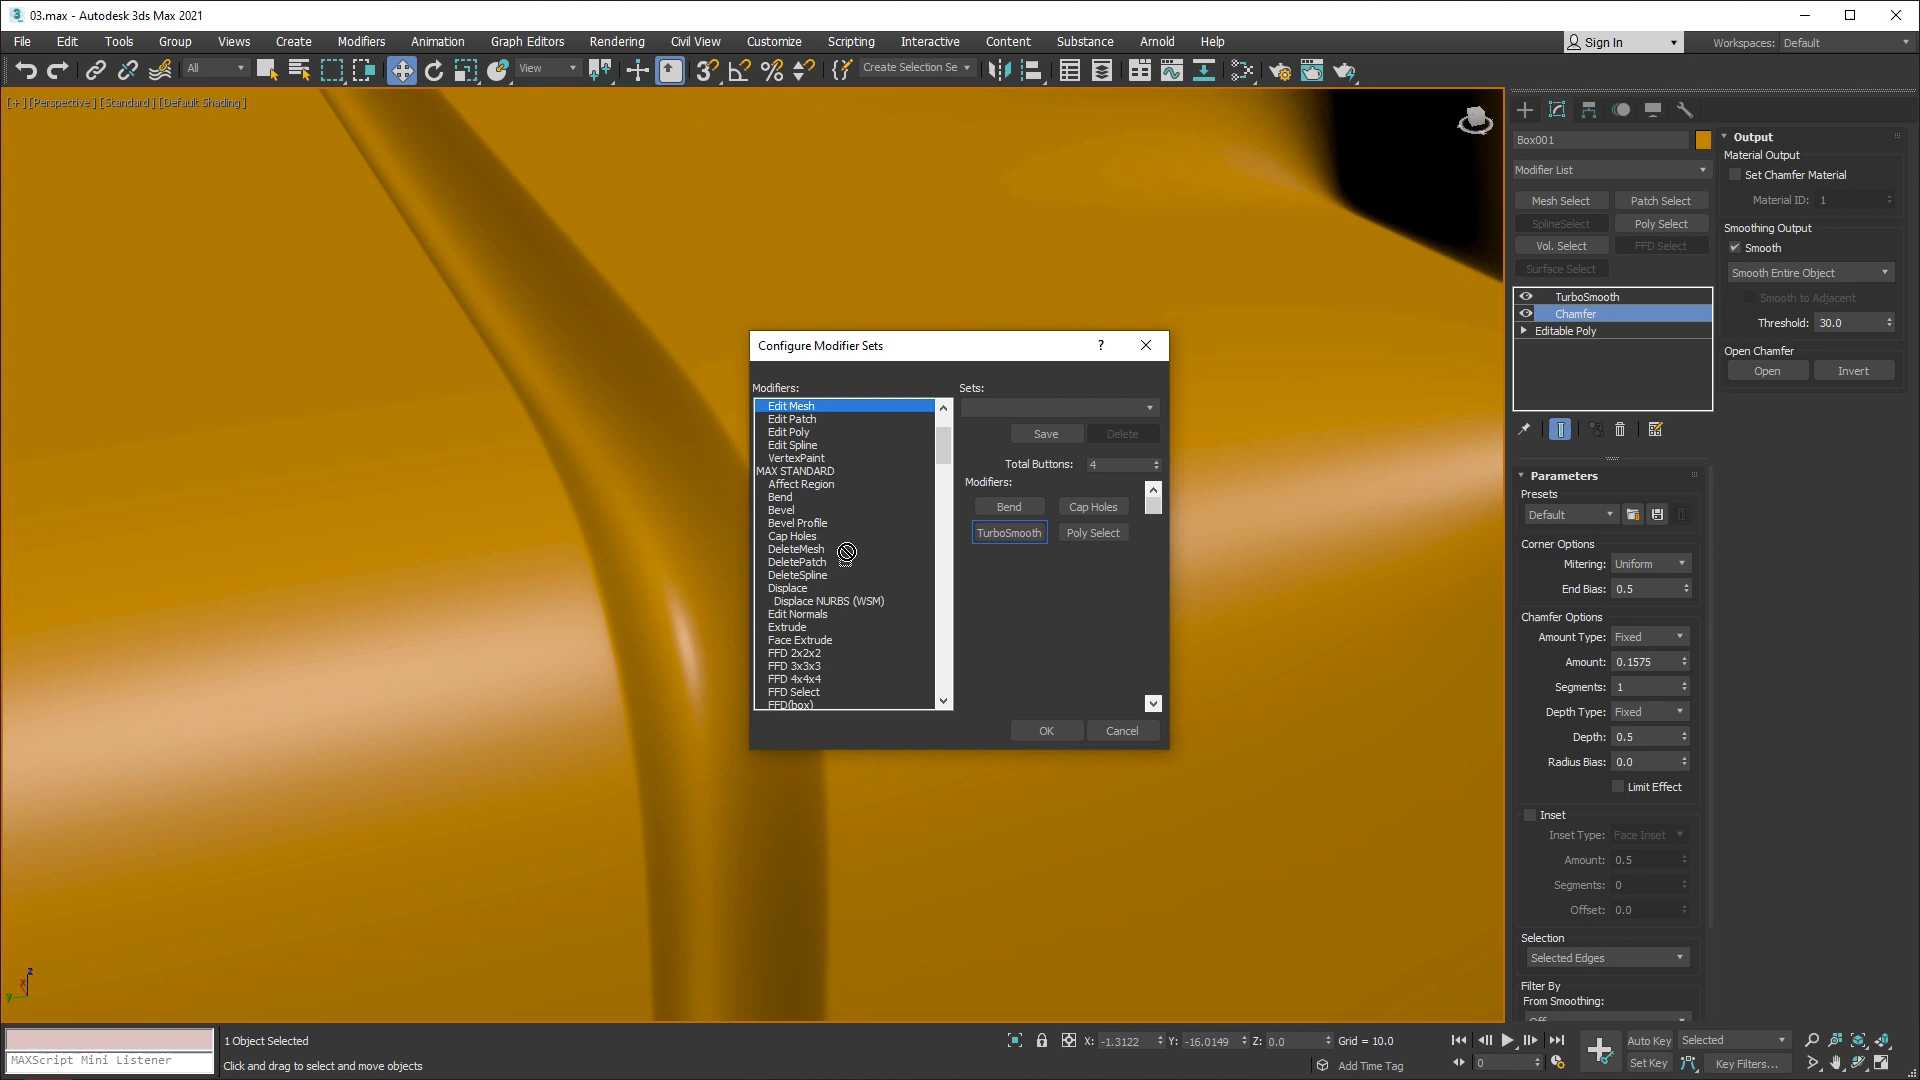 03.max - Autodesk 3ds Max 2021
File Edit Tools Group Views Create Modifiers Animation Graph Editors Rendering Civil View Customize Scripting Interactive Content Substance Arnold Help Sign In Workspaces: Default
All View Create Selection Se
[+] [Perspective] [Standard] [Default Shading]
Box001
Modifier List
Mesh Select Patch Select
SplineSelect Poly Select
Vol. Select FFD Select
Surface Select
TurboSmooth
Chamfer
Editable Poly
Output
Material Output
Set Chamfer Material
Material ID: 1
Smoothing Output
Smooth
Smooth Entire Object
Smooth to Adjacent
Threshold: 30.0
Open Chamfer
Open Invert
Configure Modifier Sets
?
Modifiers:
Edit Mesh
Edit Patch
Edit Poly
Edit Spline
VertexPaint
MAX STANDARD
Affect Region
Bend
Bevel
Bevel Profile
Cap Holes
DeleteMesh
DeletePatch
DeleteSpline
Displace
Displace NURBS (WSM)
Edit Normals
Extrude
Face Extrude
FFD 2x2x2
FFD 3x3x3
FFD 4x4x4
FFD Select
FFD(box)
Sets:
Save Delete
Total Buttons: 4
Modifiers:
Bend Cap Holes
TurboSmooth Poly Select
OK Cancel
Parameters
Presets
Default
Corner Options
Mitering: Uniform
End Bias: 0.5
Chamfer Options
Amount Type: Fixed
Amount: 0.1575
Segments: 1
Depth Type: Fixed
Depth: 0.5
Radius Bias: 0.0
Limit Effect
Inset
Inset Type: Face Inset
Amount: 0.5
Segments: 0
Offset: 0.0
Selection
Selected Edges
Filter By
From Smoothing:
Off
z
x
y
MAXScript Mini Listener
1 Object Selected
Click and drag to select and move objects
X: -1.3122 Y: -16.0149 Z: 0.0 Grid = 10.0
Add Time Tag
0
Auto Key Selected
Set Key Key Filters...